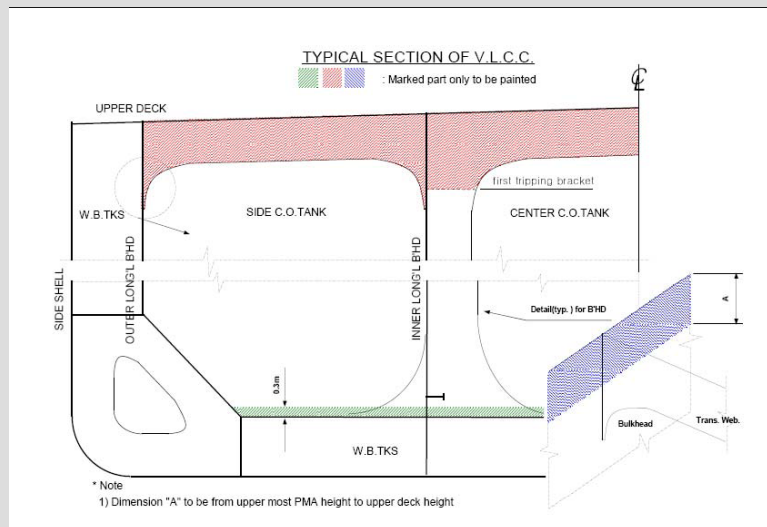 TYPICAL SECTION OF V.L.C.C.
: Marked part only to be painted
CL
UPPER DECK
first tripping bracket
W.B.TKS
SIDE C.O.TANK
CENTER C.O.TANK
SIDE SHELL
OUTER LONG'L B'HD
INNER LONG'L B'HD
A
Detail(typ. ) for B'HD
0.3m
Bulkhead
Trans. Web.
W.B.TKS
* Note
1) Dimension "A" to be from upper most PMA height to upper deck height